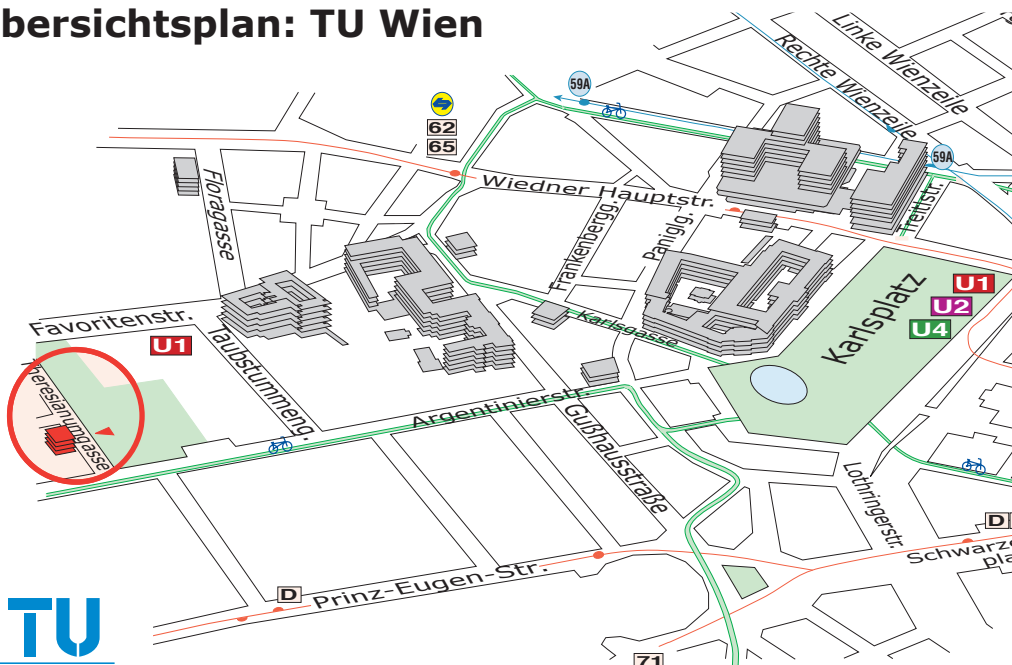 bersichtsplan: TU Wien
Linke Wienzeile
Rechte Wienzeile
59A
62
65
59A
Wiedner Hauptstr.
Floragasse
Treitlstr.
Frankenbergg.
Paniglg.
Karlsplatz
U1
U2
U4
Favoritenstr.
U1
Taubstummeng.
Karlsgasse
heresianumgasse
Argentinierstr.
Gußhausstraße
Lothringerstr.
D
Schwarze
pla
D
Prinz-Eugen-Str.
TU
71